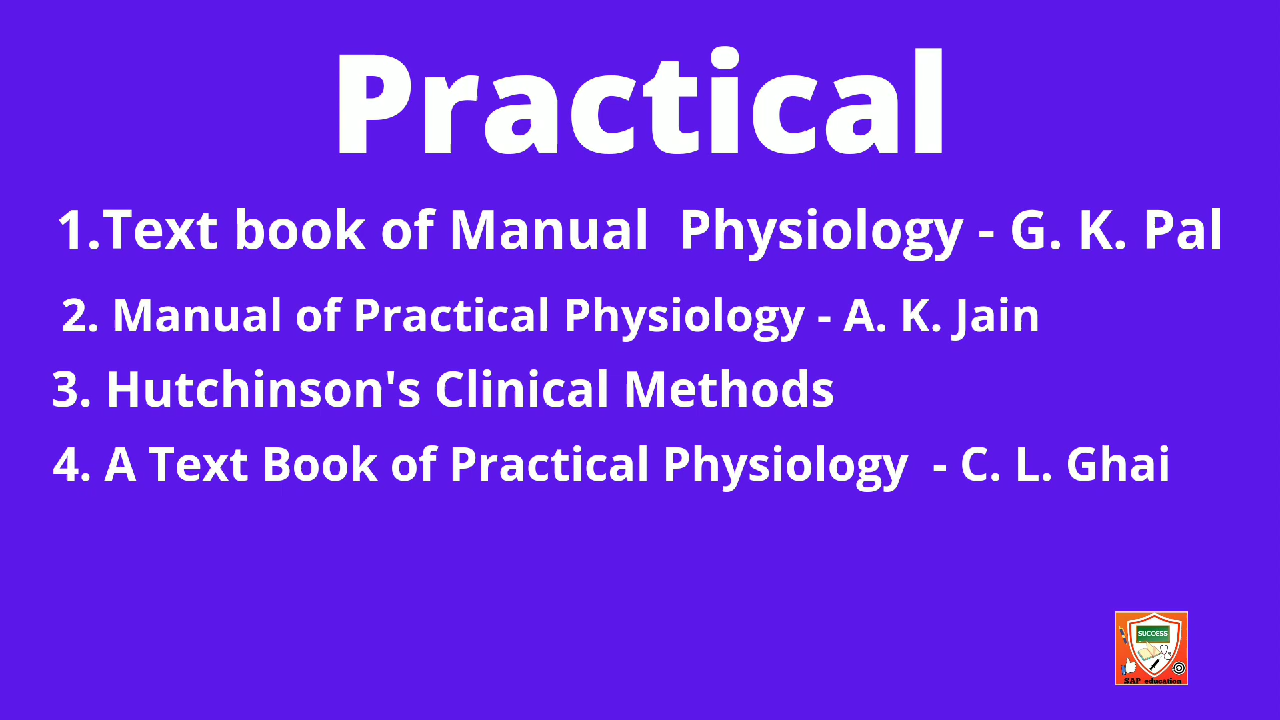 Practical
1.Text book of Manual Physiology - G. K. Pal
2. Manual of Practical Physiology - A. K. Jain
3. Hutchinson's Clinical Methods
4. A Text Book of Practical Physiology - C. L. Ghai
SUCCESS
SAP education